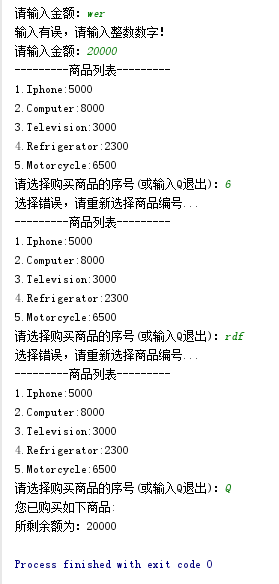 请输入金额：wer
输入有误，请输入整数数字！
请输入金额：20000
---------商品列表---------
1.Iphone:5000
2.Computer:8000
3.Television:3000
4.Refrigerator:2300
5.Motorcycle:6500
请选择购买商品的序号(或输入Q退出)：6
选择错误，请重新选择商品编号...
---------商品列表---------
1.Iphone:5000
2.Computer:8000
3.Television:3000
4.Refrigerator:2300
5.Motorcycle:6500
请选择购买商品的序号(或输入Q退出)：rdf
选择错误，请重新选择商品编号...
---------商品列表---------
1.Iphone:5000
2.Computer:8000
3.Television:3000
4.Refrigerator:2300
5.Motorcycle:6500
请选择购买商品的序号(或输入Q退出)：Q
您已购买如下商品:
所剩余额为：20000
Process finished with exit code 0